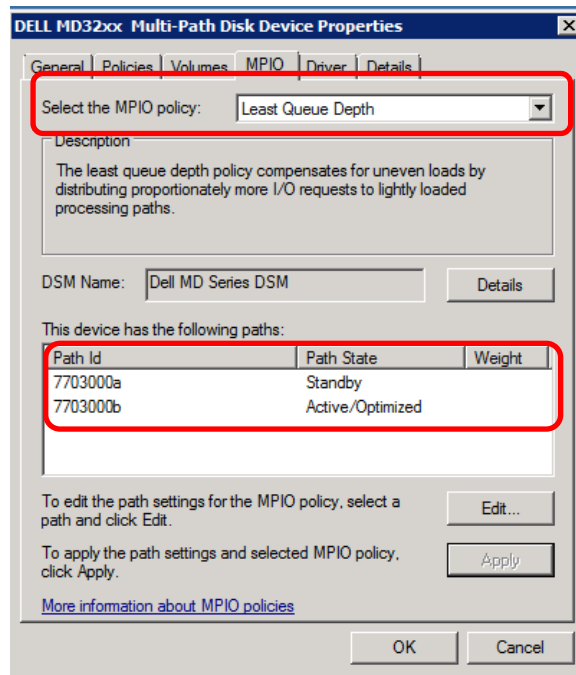 DELL MD32xx Multi-Path Disk Device Properties
General Policies Volumes MPIO Driver Details
Select the MPIO policy: Least Queue Depth
Description
The least queue depth policy compensates for uneven loads by
distributing proportionately more I/O requests to lightly loaded
processing paths.
DSM Name: Dell MD Series DSM Details
This device has the following paths:
Path Id Path State Weight
7703000a Standby
7703000b Active/Optimized
To edit the path settings for the MPIO policy, select a
path and click Edit.
Edit...
To apply the path settings and selected MPIO policy,
click Apply.
Apply
More information about MPIO policies
OK Cancel